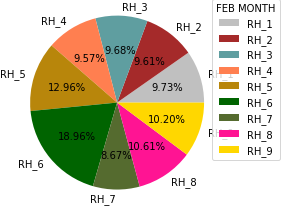 FEB MONTH
RH_1
RH_2
RH_3
RH_4
RH_5
RH_6
RH_7
RH_8
RH_9
RH_3
RH_4
RH_2
9.68%
9.57%
9.61%
RH_5
12.96%
9.73%
18.96%
10.20%
8.67%
10.61%
RH_6
RH_7
RH_8